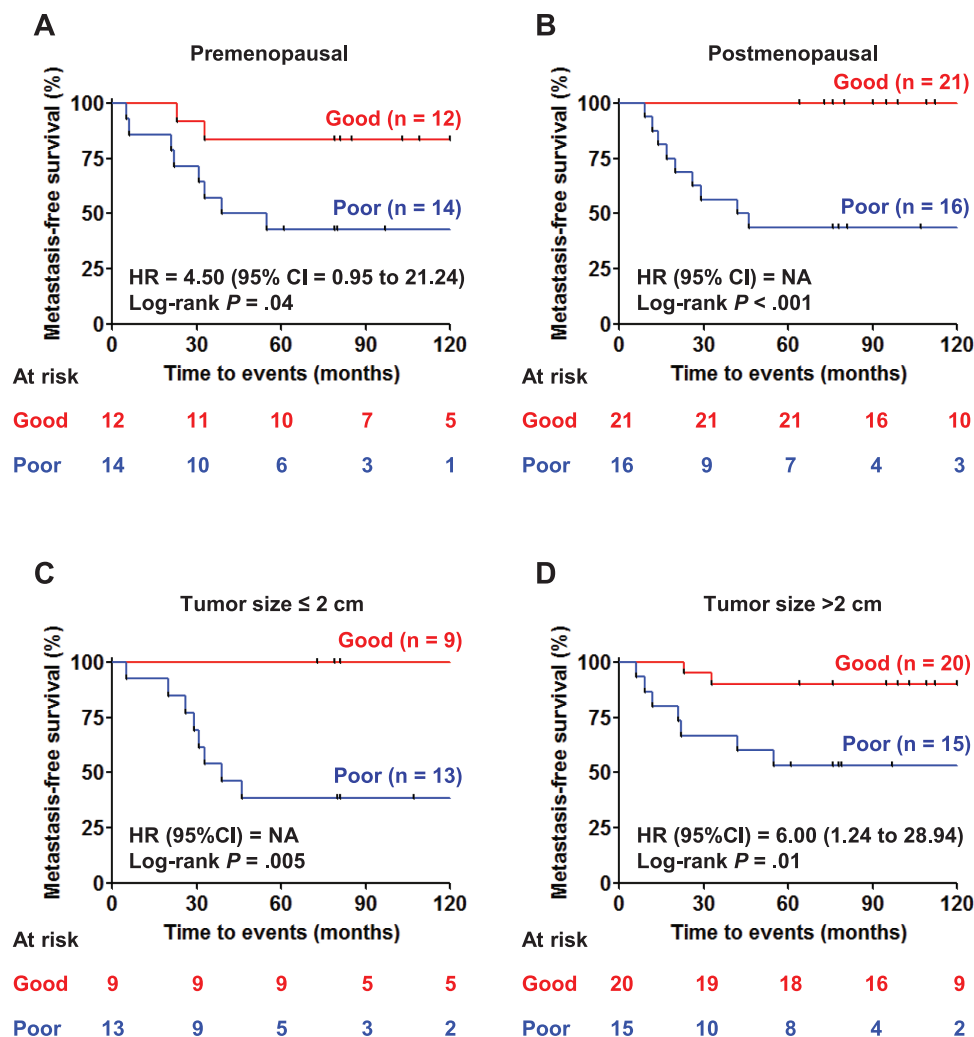 A
Premenopausal
Metastasis-free survival (%)
100
75
50
25
0
Good (n = 12)
Poor (n = 14)
HR = 4.50 (95% CI = 0.95 to 21.24)
Log-rank P = .04
0 30 60 90 120
Time to events (months)
At risk
Good 12 11 10 7 5
Poor 14 10 6 3 1
B
Postmenopausal
Metastasis-free survival (%)
100
75
50
25
0
Good (n = 21)
Poor (n = 16)
HR (95% CI) = NA
Log-rank P < .001
0 30 60 90 120
Time to events (months)
At risk
Good 21 21 21 16 10
Poor 16 9 7 4 3
C
Tumor size ≤ 2 cm
Metastasis-free survival (%)
100
75
50
25
0
Good (n = 9)
Poor (n = 13)
HR (95%CI) = NA
Log-rank P = .005
0 30 60 90 120
Time to events (months)
At risk
Good 9 9 9 5 5
Poor 13 9 5 3 2
D
Tumor size >2 cm
Metastasis-free survival (%)
100
75
50
25
0
Good (n = 20)
Poor (n = 15)
HR (95%CI) = 6.00 (1.24 to 28.94)
Log-rank P = .01
0 30 60 90 120
Time to events (months)
At risk
Good 20 19 18 16 9
Poor 15 10 8 4 2